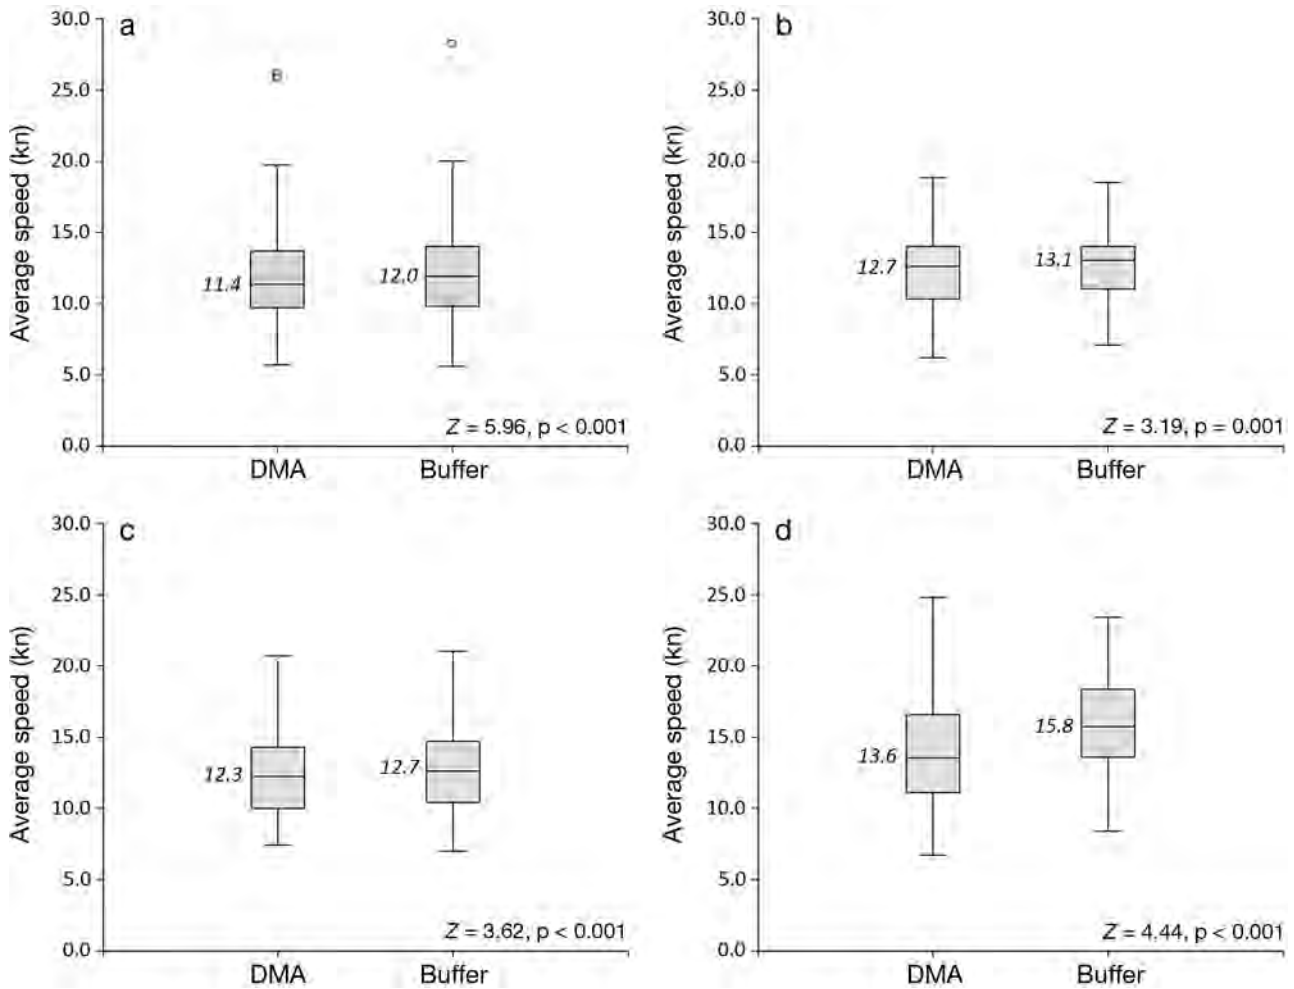 a
30.0
25.0
20.0
15.0
10.0
5.0
0.0
Average speed (kn)
11.4
12.0
Z = 5.96, p < 0.001
DMA Buffer
b
30.0
25.0
20.0
15.0
10.0
5.0
0.0
Average speed (kn)
12.7
13.1
Z = 3.19, p = 0.001
DMA Buffer
c
30.0
25.0
20.0
15.0
10.0
5.0
0.0
Average speed (kn)
12.3
12.7
Z = 3.62, p < 0.001
DMA Buffer
d
30.0
25.0
20.0
15.0
10.0
5.0
0.0
Average speed (kn)
13.6
15.8
Z = 4.44, p < 0.001
DMA Buffer